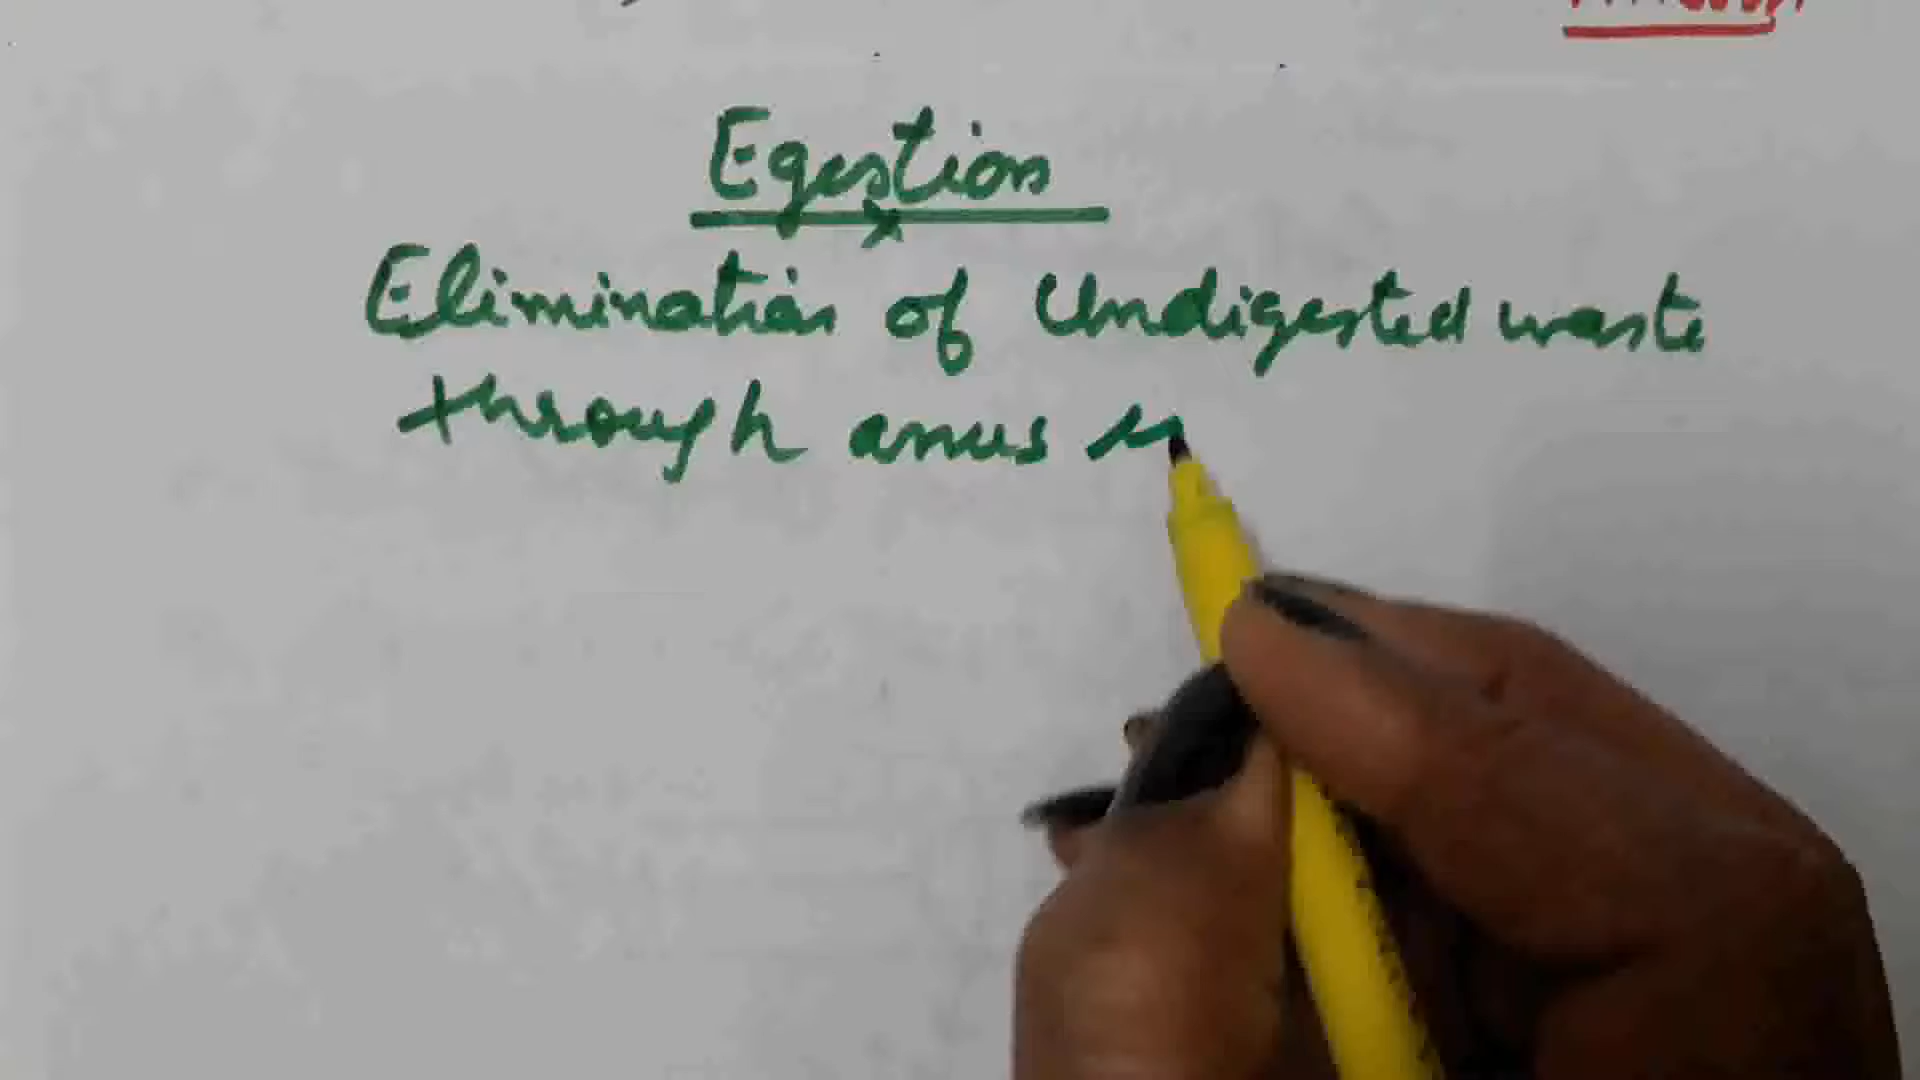 Egestion
Elimination of Undigested waste
through anus